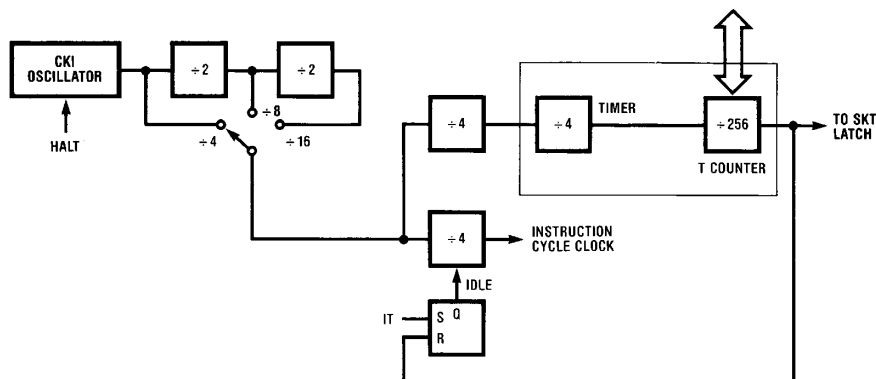 CKI
OSCILLATOR
÷2
÷2
÷8
÷4
÷16
HALT
÷4
÷4
TIMER
÷256
T COUNTER
TO SKT
LATCH
÷4
INSTRUCTION
CYCLE CLOCK
IDLE
IT
S Q
R